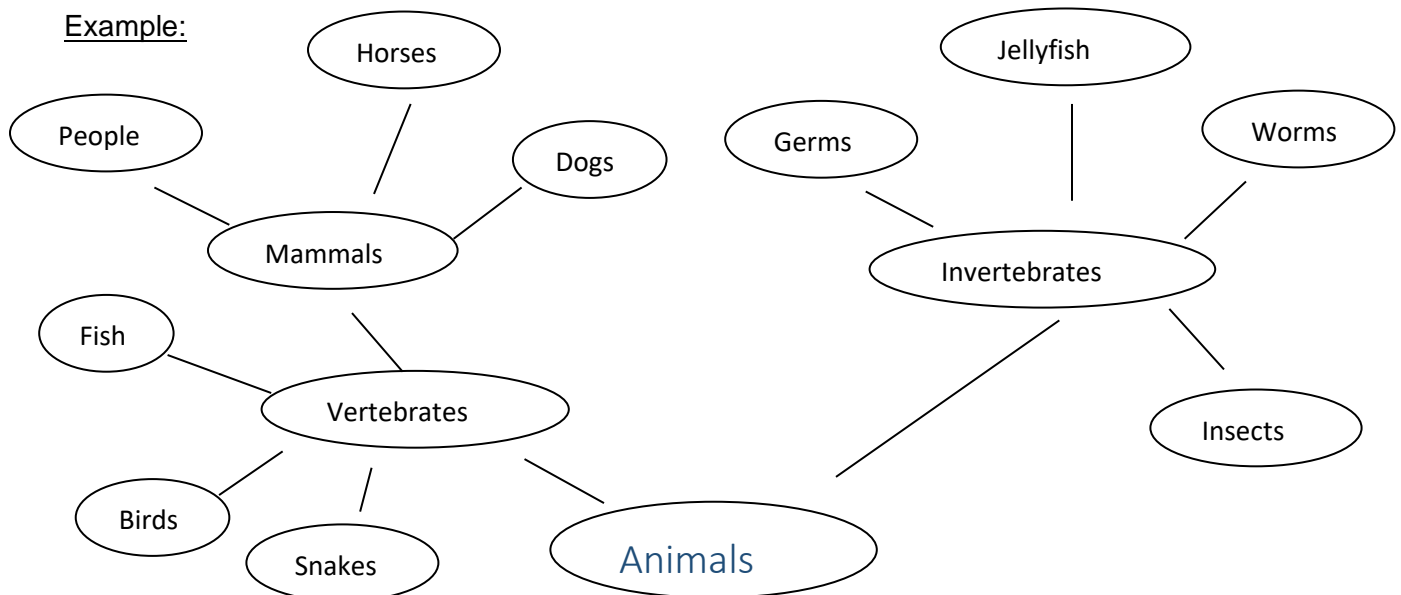 Example:
Horses
Jellyfish
People
Germs
Worms
Dogs
Mammals
Invertebrates
Fish
Vertebrates
Insects
Birds
Snakes
Animals